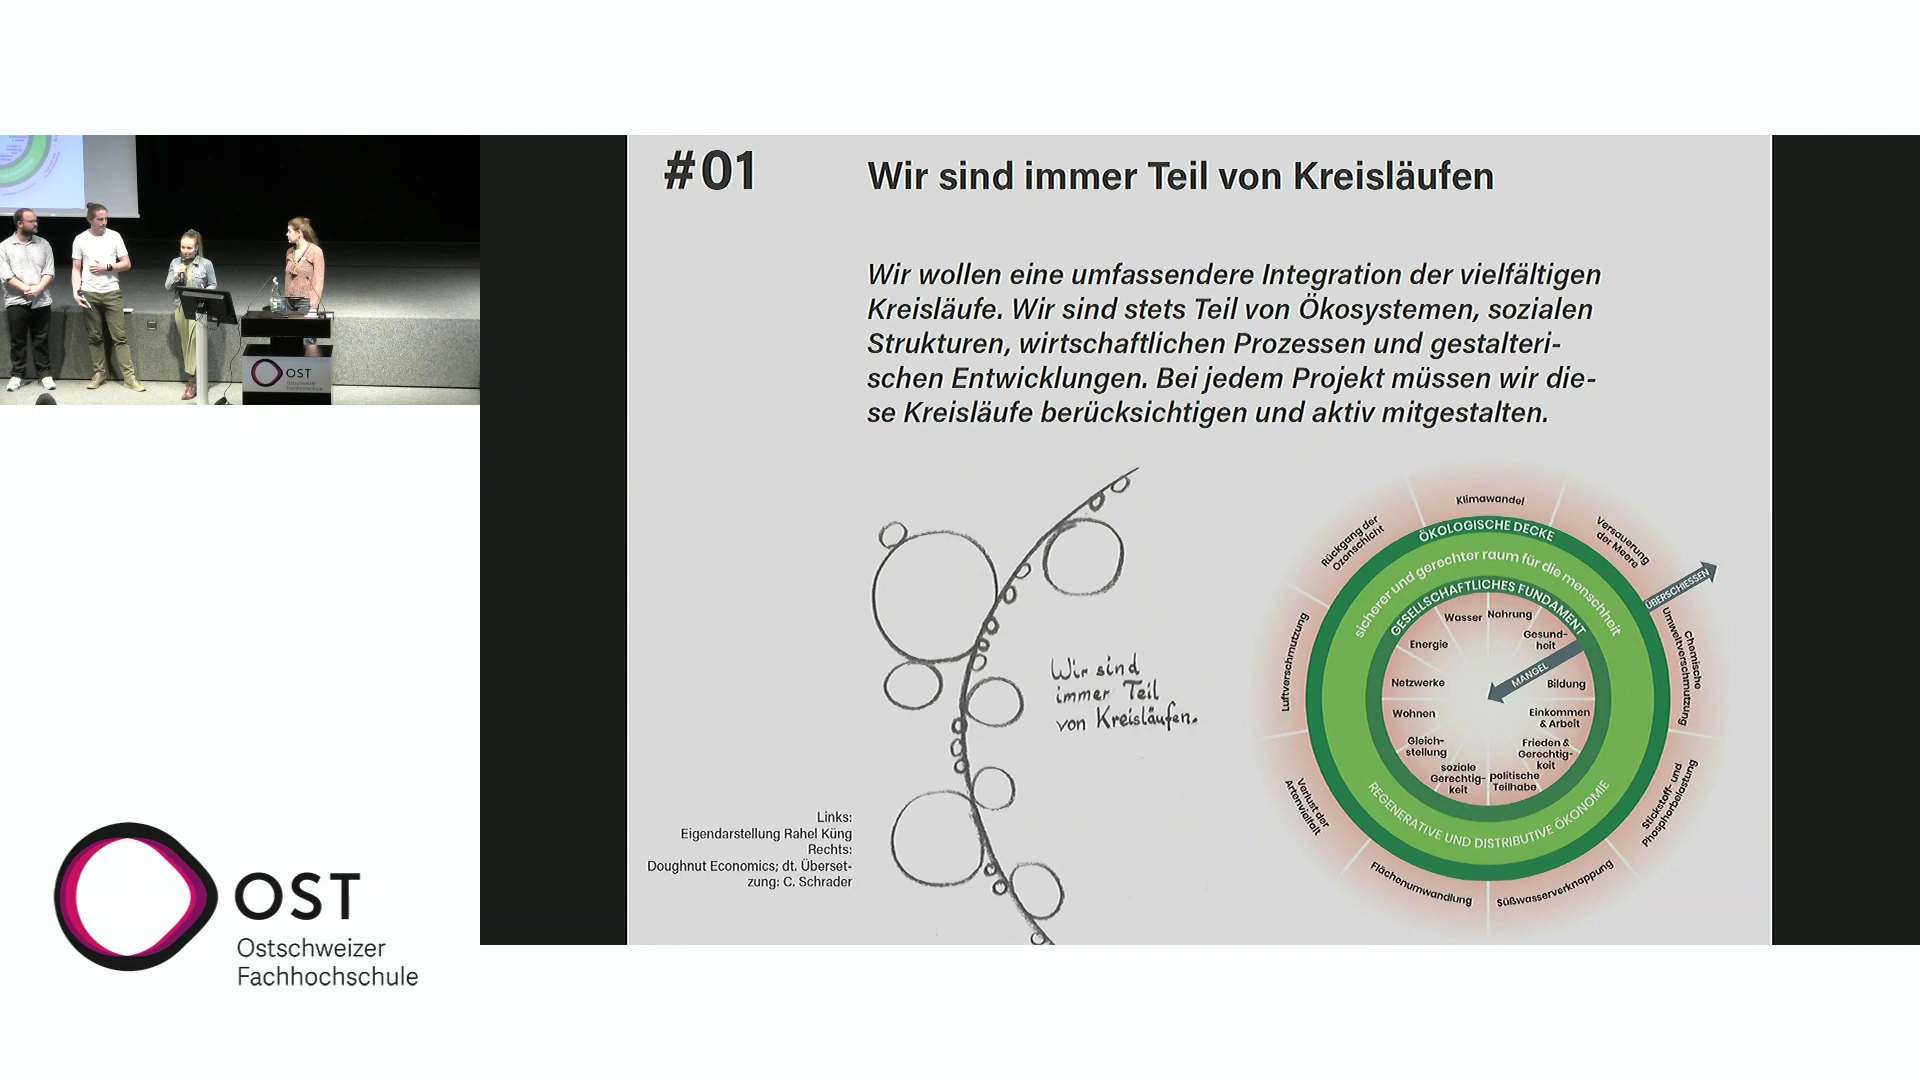 #01
Wir sind immer Teil von Kreisläufen
Wir wollen eine umfassendere Integration der vielfältigen
Kreisläufe. Wir sind stets Teil von Ökosystemen, sozialen
Strukturen, wirtschaftlichen Prozessen und gestalteri-
schen Entwicklungen. Bei jedem Projekt müssen wir die-
se Kreisläufe berücksichtigen und aktiv mitgestalten.
Wir sind
immer Teil
von Kreisläufen.
Links:
Eigendarstellung Rahel Küng
Rechts:
Doughnut Economics; dt. Überset-
zung: C. Schrader
Klimawandel
Versauerung
der Meere
Chemische
Umweltverschmutzung
Stickstoff- und
Phosphorbelastung
Süßwasserverknappung
Flächenumwandlung
Verlust der
Artenvielfalt
Luftverschmutzung
Rückgang der
Ozonschicht
ÜBERSCHIESSEN
ÖKOLOGISCHE DECKE
sicherer und gerechter raum für die menschheit
GESELLSCHAFTLICHES FUNDAMENT
Wasser
Nahrung
Energie
Gesund-
heit
MANGEL
Netzwerke
Bildung
Wohnen
Einkommen
& Arbeit
Gleich-
stellung
Frieden &
Gerechtig-
keit
soziale
Gerechtig-
keit
politische
Teilhabe
REGENERATIVE UND DISTRIBUTIVE ÖKONOMIE
OST
Ostschweizer
Fachhochschule
OST
Ostschweizer
Fachhochschule